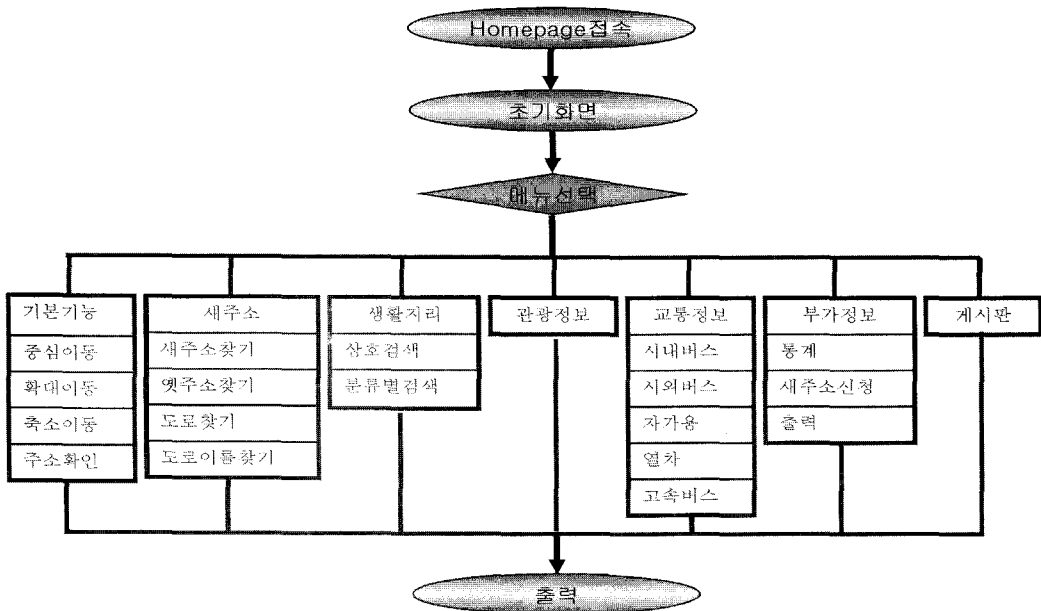 Homepage접속
초기화면
메뉴선택
기본기능
중심이동
확대이동
축소이동
주소확인
새주소
새주소찾기
옛주소찾기
도로찾기
도로이름찾기
생활지리
상호검색
분류별검색
관광정보
교통정보
시내버스
시외버스
자가용
열차
고속버스
부가정보
통계
새주소신청
출력
게시판
출력